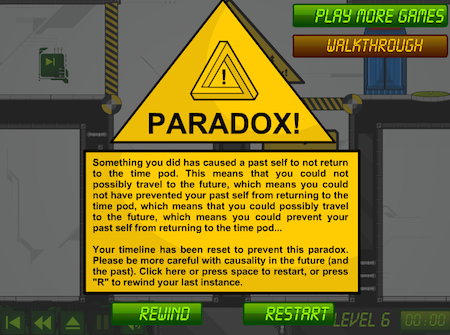 PLAY MORE GAMES
WALKTHROUGH
!
PARADOX!
Something you did has caused a past self to not return
to the time pod. This means that you could not
possibly travel to the future, which means you could
not have prevented your past self from returning to the
time pod, which means that you could possibly travel
to the future, which means you could prevent your
past self from returning to the time pod...
Your timeline has been reset to prevent this paradox.
Please be more careful with causality in the future (and
the past). Click here or press space to restart, or press
"R" to rewind your last instance.
REWIND
RESTART
LEVEL 6
00:00